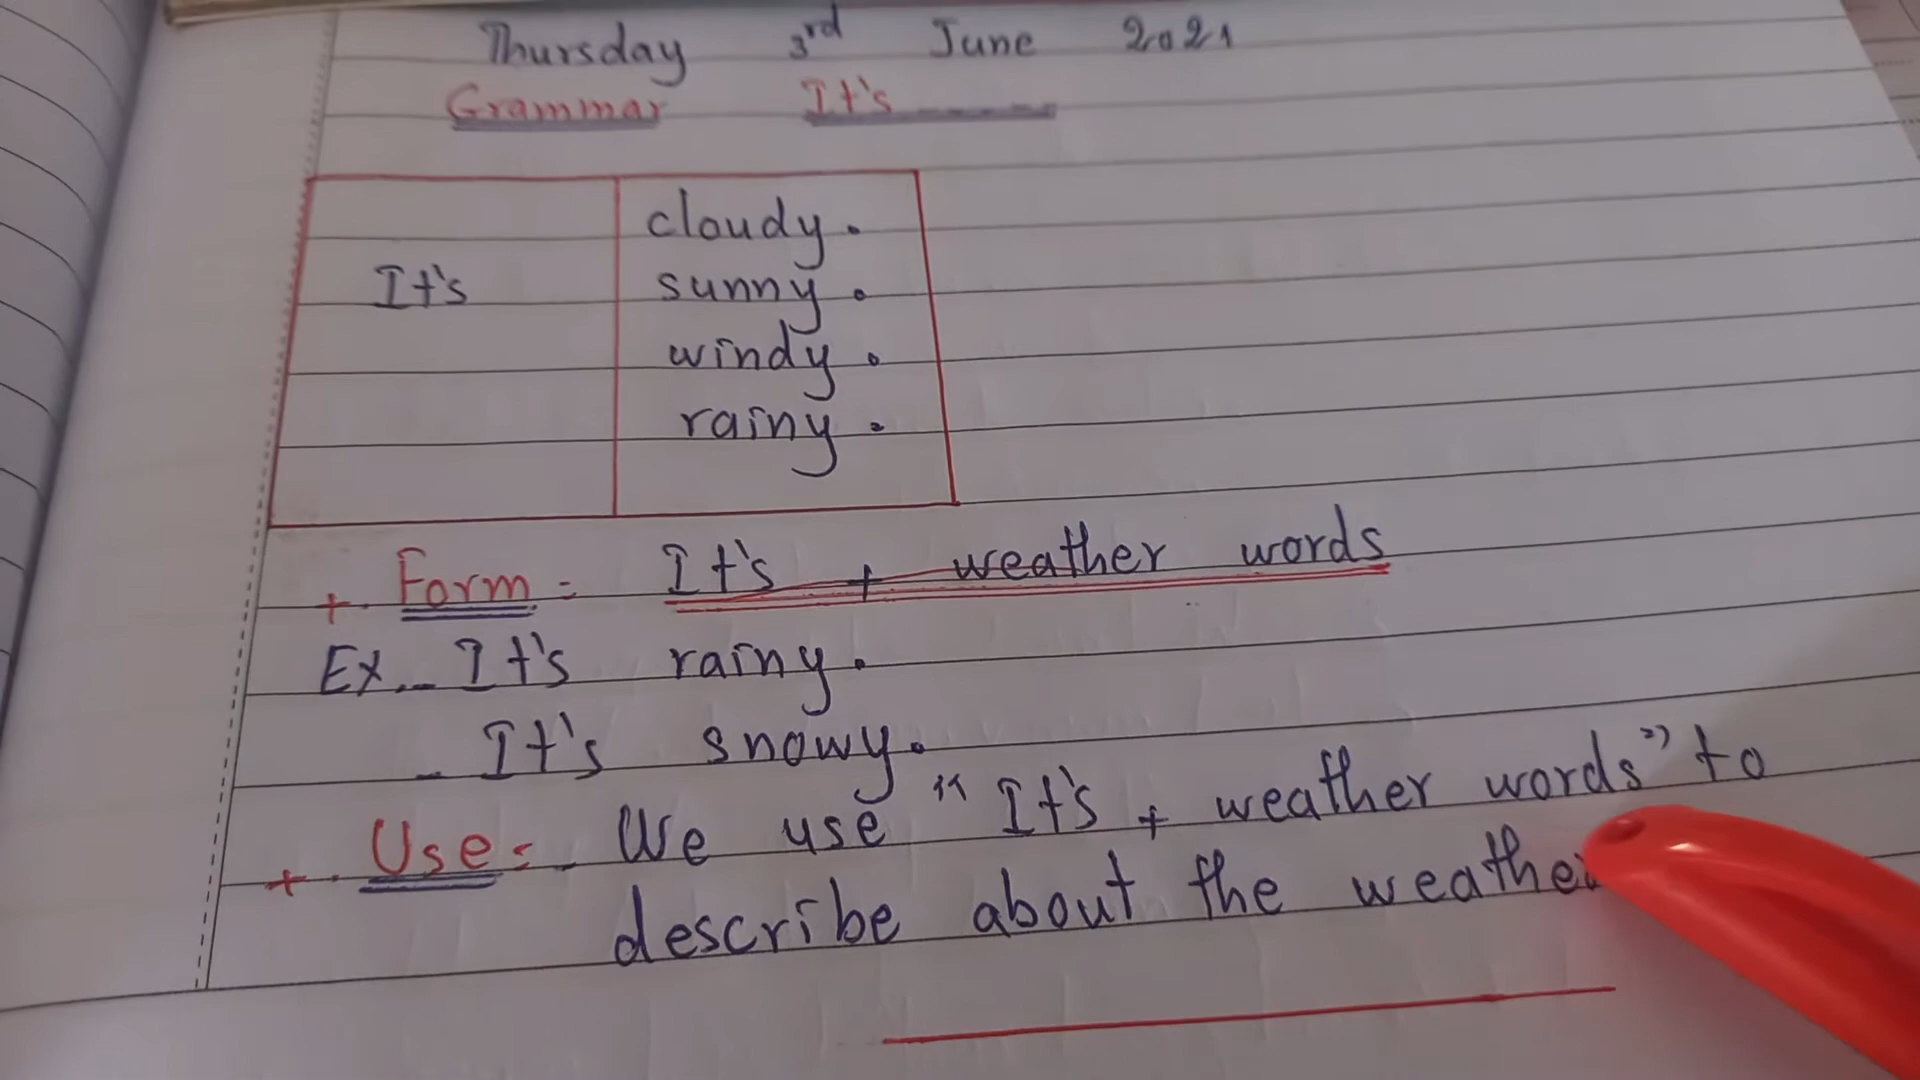 Thursday 3rd June 2021
Grammar It's _ _ _ _ _
cloudy.
It's sunny.
windy.
rainy.
+. Form: It's + weather words
Ex._ It's rainy.
_ It's snowy.
+. Use: _ We use "It's + weather words" to
describe about the weather